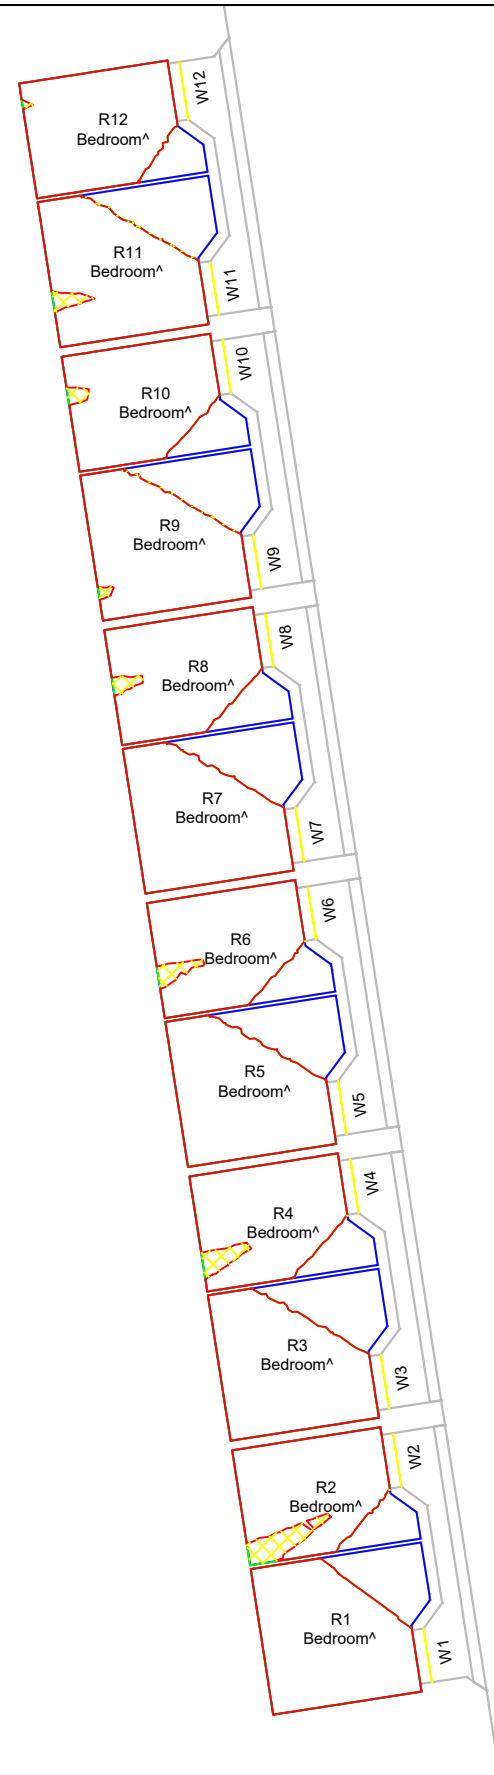 W12
R12
Bedroom^
R11
Bedroom^
W11
W10
R10
Bedroom^
R9
Bedroom^
W9
W8
R8
Bedroom^
R7
Bedroom^
W7
W6
R6
Bedroom^
R5
Bedroom^
W5
W4
R4
Bedroom^
R3
Bedroom^
W3
W2
R2
Bedroom^
R1
Bedroom^
W1